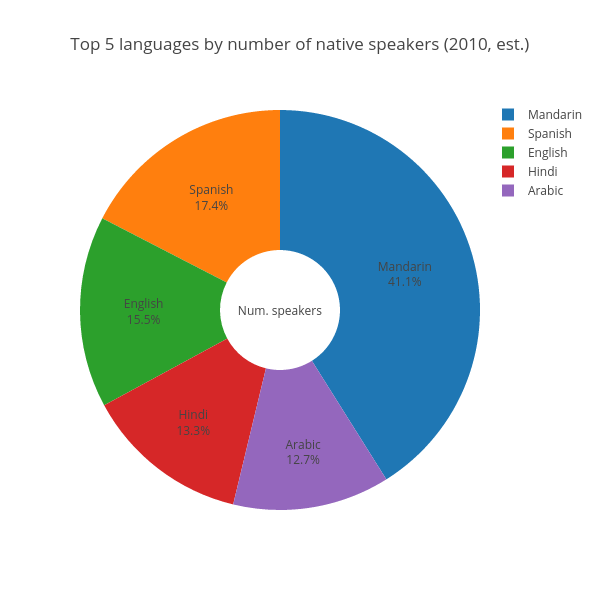 Top 5 languages by number of native speakers (2010, est.)
Mandarin
Spanish
English
Hindi
Arabic
Spanish
17.4%
Mandarin
41.1%
English
15.5%
Num. speakers
Hindi
13.3%
Arabic
12.7%